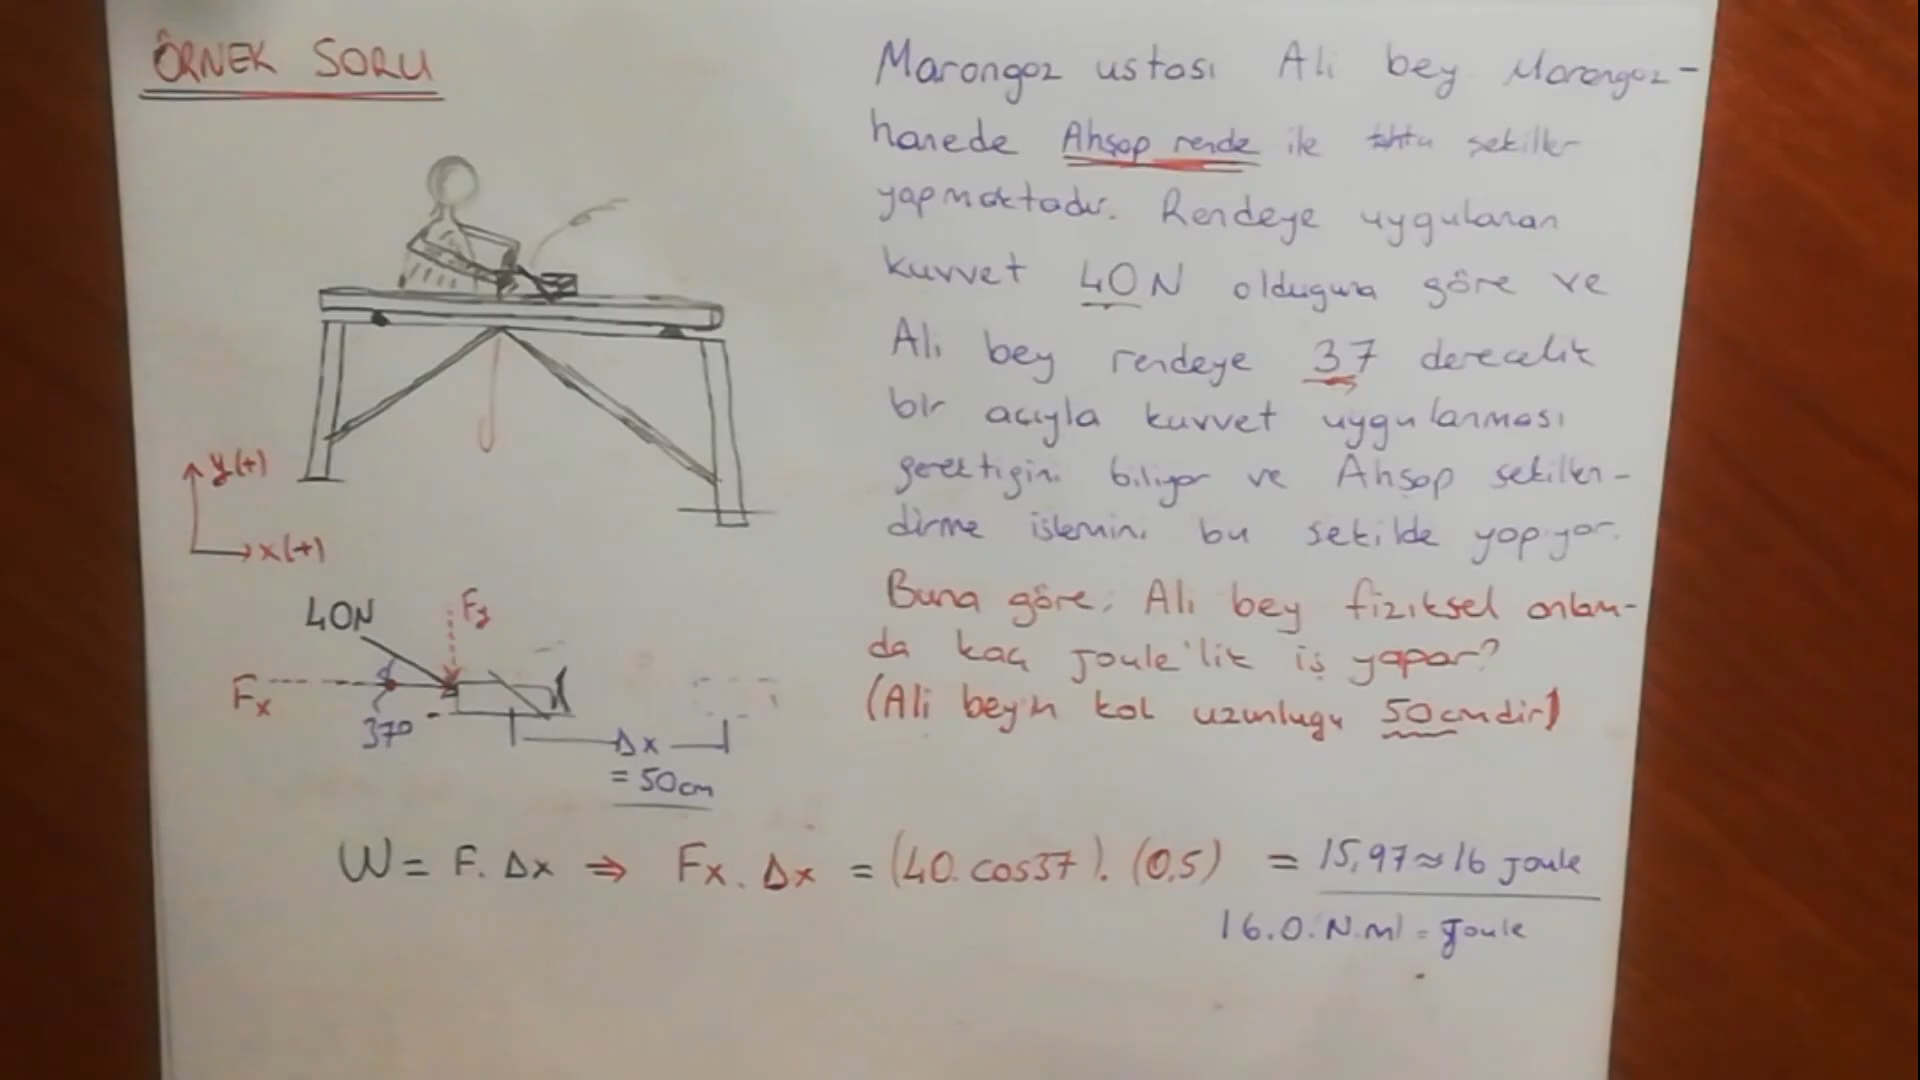 ÖRNEK SORU
Marangoz ustası Ali bey Marangoz-
hanede Ahşap rende ile tahta şekiller
yapmaktadır. Rendeye uygulanan
kuvvet 40N olduğuna göre ve
Ali bey rendeye 37 derecelik
bir açıyla kuvvet uygulanması
gerektiğini biliyor ve Ahşap şekillen-
dirme işlemini bu şekilde yapıyor.
Buna göre; Ali bey fiziksel anlam-
da kaç joule'lik iş yapar?
(Ali bey'in kol uzunluğu 50cmdir)
y(+)
x(+)
40N
Fy
Fx
37°
Δx
= 50cm
W = F. Δx ⇒ Fx. Δx = (40. cos37). (0,5) = 15,97 ≈ 16 joule
16.0. N.m = Joule